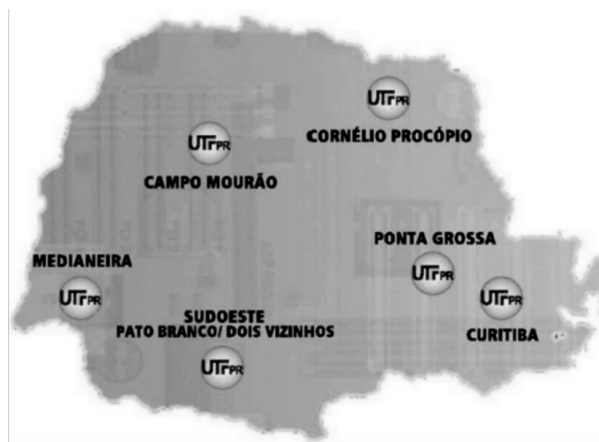 UTFPR
CORNÉLIO PROCÓPIO
UTFPR
CAMPO MOURÃO
PONTA GROSSA
UTFPR
MEDIANEIRA
UTFPR
UTFPR
CURITIBA
SUDOESTE
PATO BRANCO/ DOIS VIZINHOS
UTFPR